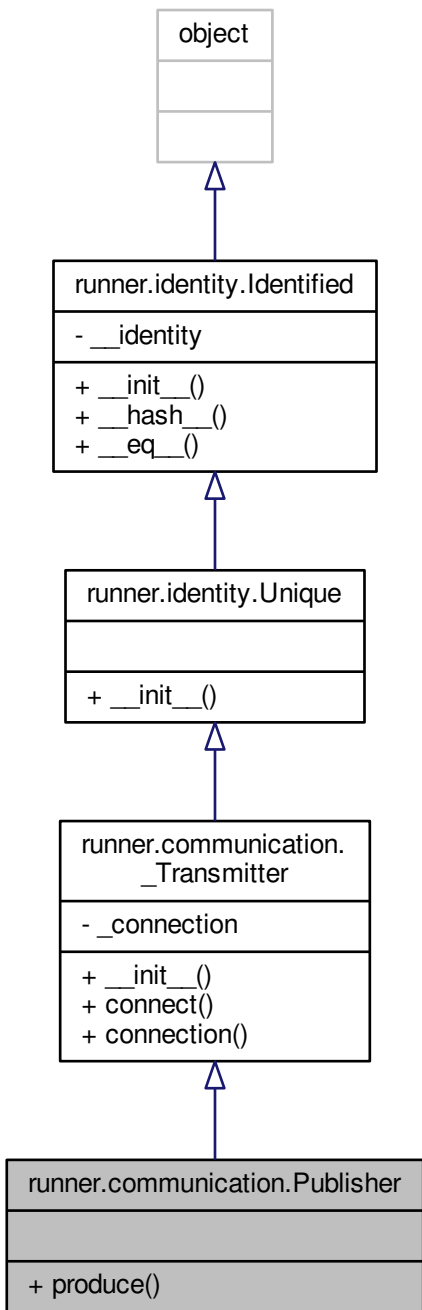 object
runner.identity.Identified
- __identity
+ __init__()
+ __hash__()
+ __eq__()
runner.identity.Unique
+ __init__()
runner.communication.
_Transmitter
- _connection
+ __init__()
+ connect()
+ connection()
runner.communication.Publisher
+ produce()